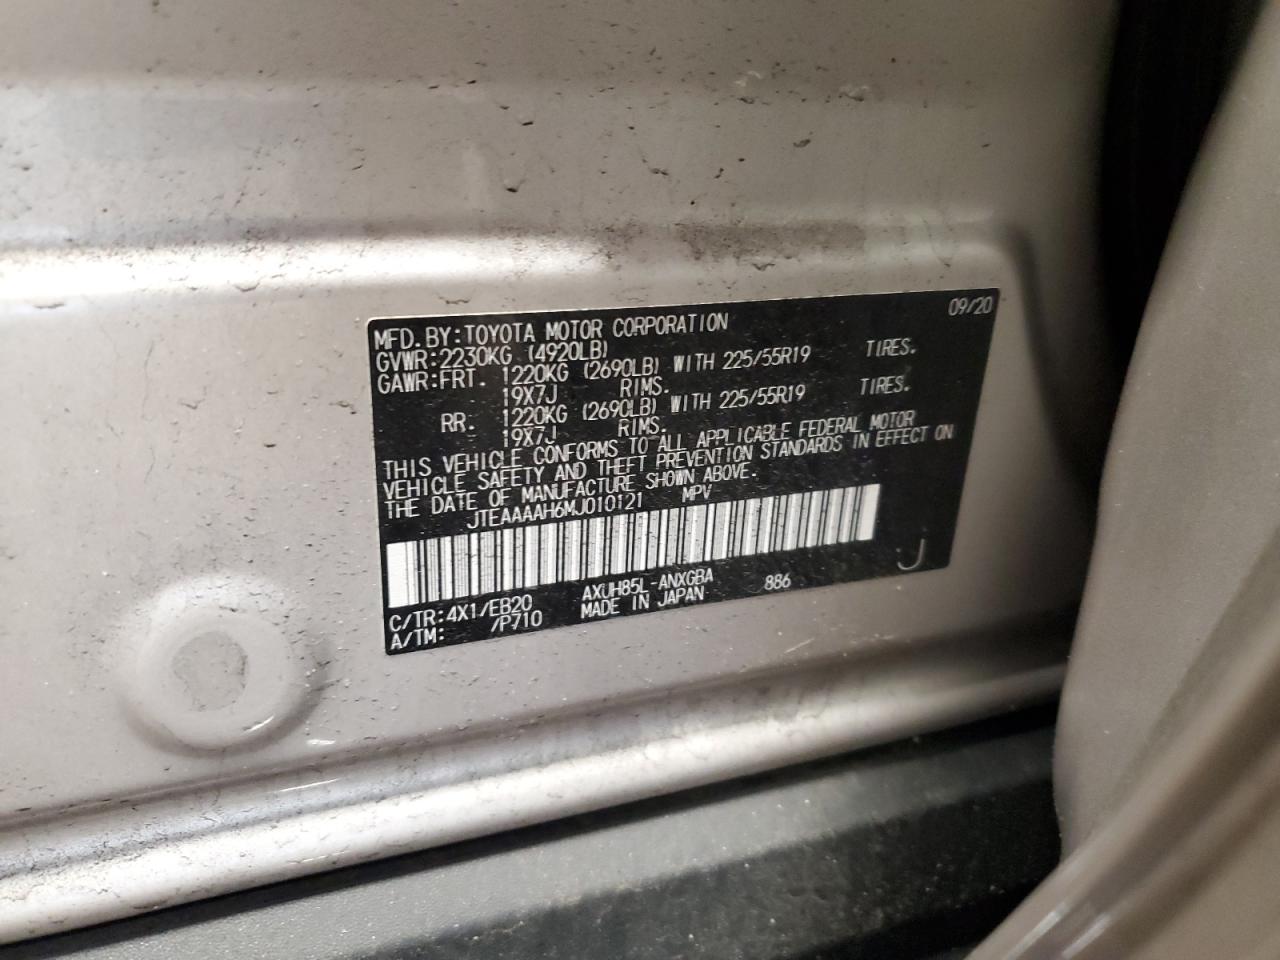 09/20
MFD. BY: TOYOTA MOTOR CORPORATION
GVWR: 2230KG (4920LB)
GAWR: FRT. 1220KG (2690LB) WITH 225/55R19 TIRES.
19X7J RIMS.
RR. 1220KG (2690LB) WITH 225/55R19 TIRES.
19X7J RIMS.
THIS VEHICLE CONFORMS TO ALL APPLICABLE FEDERAL MOTOR
VEHICLE SAFETY AND THEFT PREVENTION STANDARDS IN EFFECT ON
THE DATE OF MANUFACTURE SHOWN ABOVE.
JTEAAAAH6MJ010121 MPV
J
C/TR: 4X1/EB20 AXUH85L-ANXGBA 886
A/TM: /P710 MADE IN JAPAN